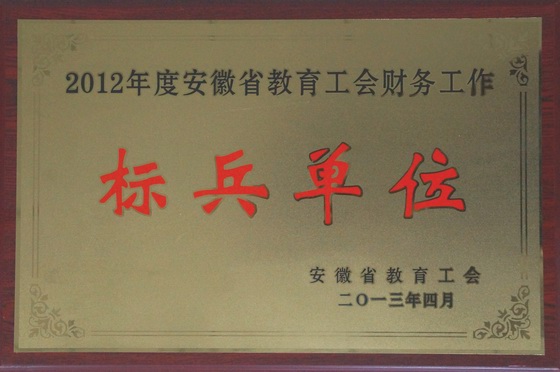 2012年度安徽省教育工会财务工作
标兵单位
安徽省教育工会
二〇一三年四月